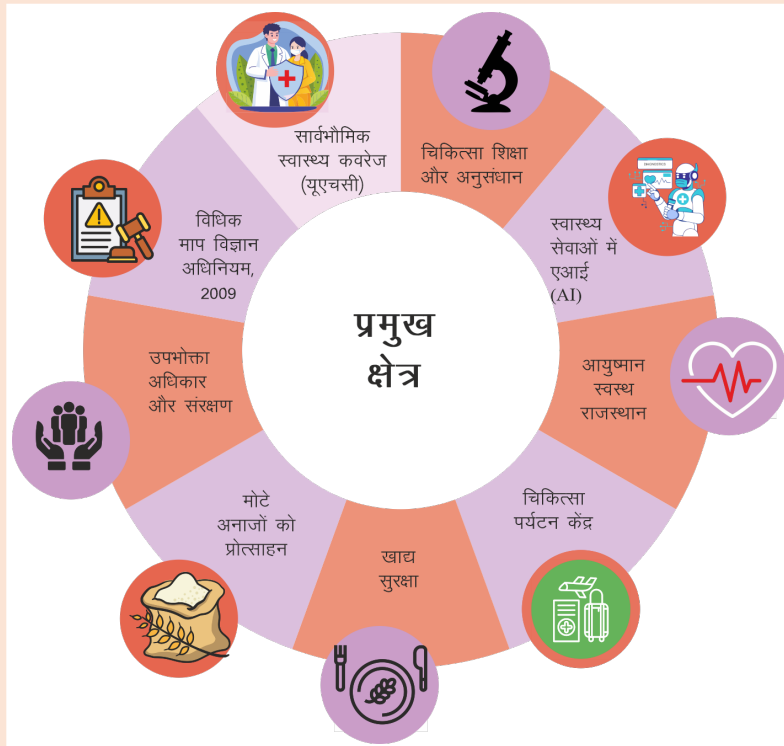 प्रमुख
क्षेत्र
सार्वभौमिक
स्वास्थ्य कवरेज
(यूएचसी)
चिकित्सा शिक्षा
और अनुसंधान
स्वास्थ्य
सेवाओं में
एआई
(AI)
आयुष्मान
स्वस्थ
राजस्थान
चिकित्सा
पर्यटन केंद्र
खाद्य
सुरक्षा
मोटे
अनाजों को
प्रोत्साहन
उपभोक्ता
अधिकार
और संरक्षण
विधिक
माप विज्ञान
अधिनियम,
2009